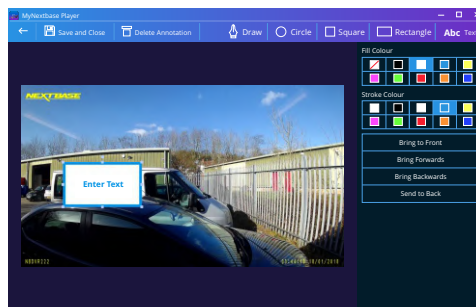 MyNextbase Player
Save and Close
Delete Annotation
Draw
Circle
Square
Rectangle
Abc Text
Fill Colour
NEXTBASE
Stroke Colour
Bring to Front
Bring Forwards
Bring Backwards
Send to Back
Enter Text